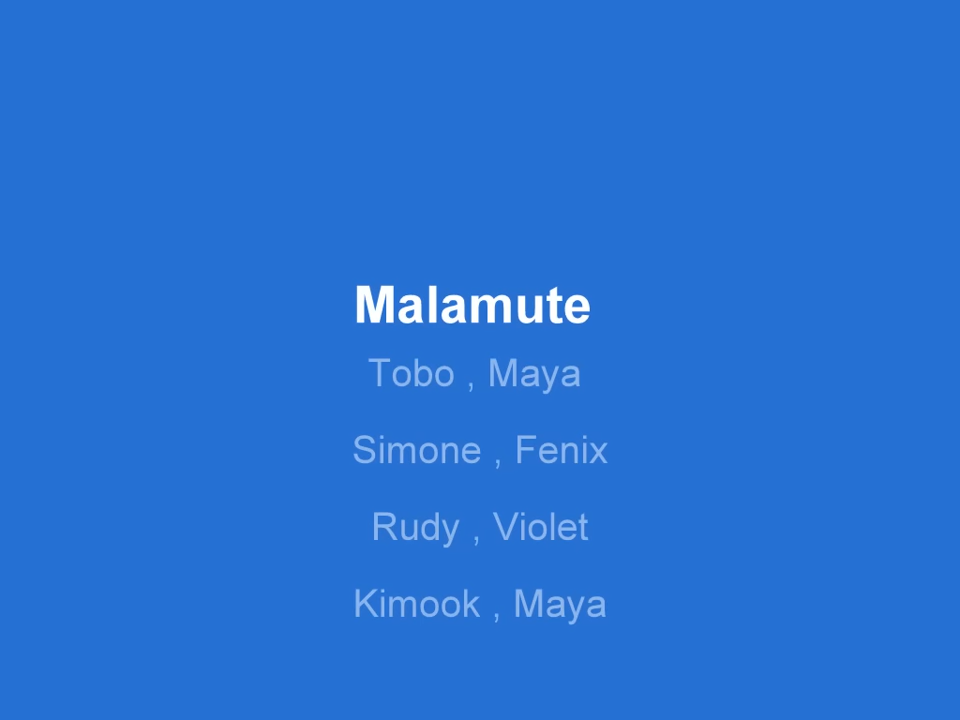 Malamute
Tobo , Maya
Simone , Fenix
Rudy , Violet
Kimook , Maya